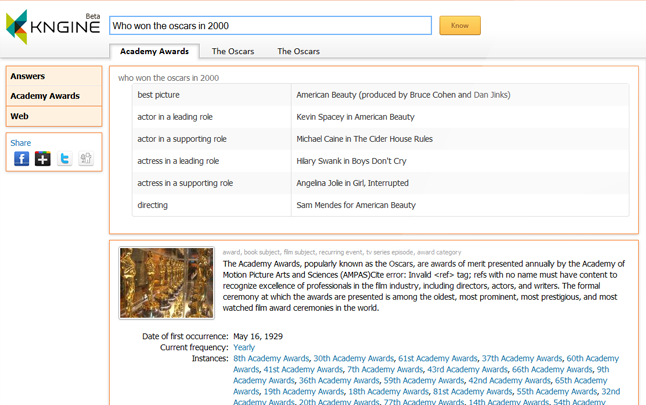 Beta
KNGINE
Who won the oscars in 2000
Know
Academy Awards The Oscars The Oscars
Answers
Academy Awards
Web
Share
who won the oscars in 2000
best picture American Beauty (produced by Bruce Cohen and Dan Jinks)
actor in a leading role Kevin Spacey in American Beauty
actor in a supporting role Michael Caine in The Cider House Rules
actress in a leading role Hilary Swank in Boys Don't Cry
actress in a supporting role Angelina Jolie in Girl, Interrupted
directing Sam Mendes for American Beauty
award, book subject, film subject, recurring event, tv series episode, award category
The Academy Awards, popularly known as the Oscars, are awards of merit presented annually by the Academy of
Motion Picture Arts and Sciences (AMPAS)Cite error: Invalid <ref> tag; refs with no name must have content to
recognize excellence of professionals in the film industry, including directors, actors, and writers. The formal
ceremony at which the awards are presented is among the oldest, most prominent, most prestigious, and most
watched film award ceremonies in the world.
Date of first occurrence: May 16, 1929
Current frequency: Yearly
Instances: 8th Academy Awards, 30th Academy Awards, 61st Academy Awards, 37th Academy Awards, 60th Academy
Awards, 41st Academy Awards, 7th Academy Awards, 43rd Academy Awards, 66th Academy Awards, 9th
Academy Awards, 36th Academy Awards, 59th Academy Awards, 42nd Academy Awards, 65th Academy
Awards, 19th Academy Awards, 18th Academy Awards, 81st Academy Awards, 55th Academy Awards, 32nd
Academy Awards, 20th Academy Awards, 77th Academy Awards, 14th Academy Awards, 54th Academy